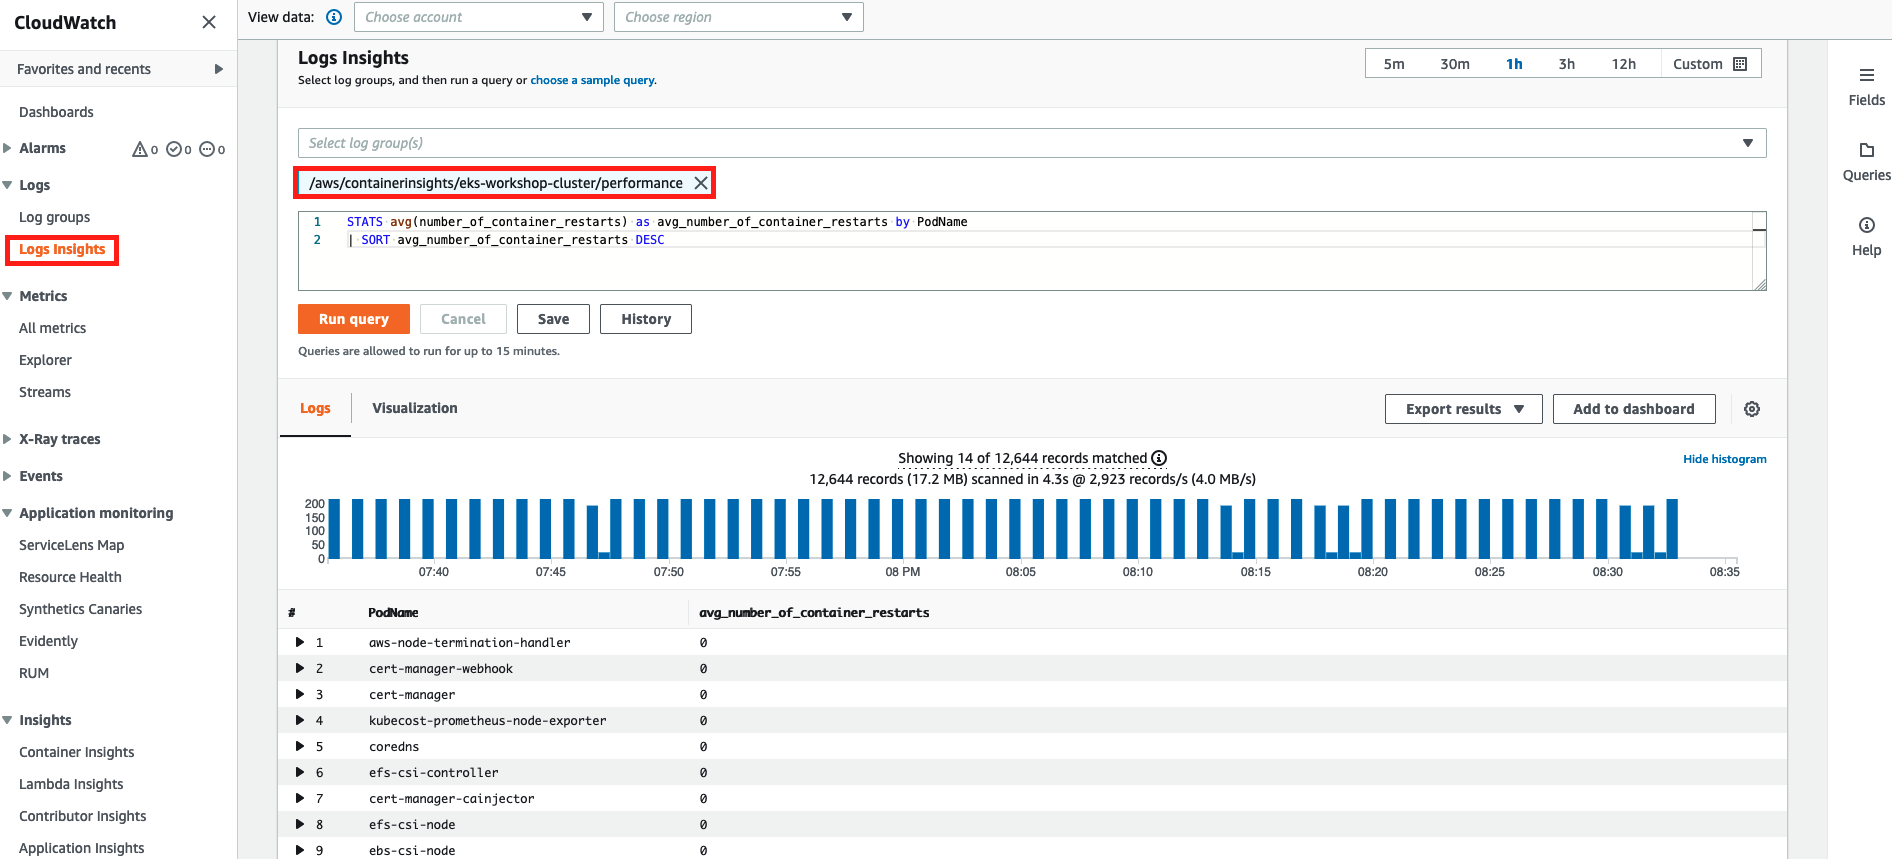 CloudWatch
Favorites and recents
Dashboards
Alarms 0 0 0
Logs
Log groups
Logs Insights
Metrics
All metrics
Explorer
Streams
X-Ray traces
Events
Application monitoring
ServiceLens Map
Resource Health
Synthetics Canaries
Evidently
RUM
Insights
Container Insights
Lambda Insights
Contributor Insights
Application Insights
View data: Choose account Choose region
Logs Insights
Select log groups, and then run a query or choose a sample query.
5m 30m 1h 3h 12h Custom
Select log group(s)
/aws/containerinsights/eks-workshop-cluster/performance
1 STATS avg(number_of_container_restarts) as avg_number_of_container_restarts by PodName
2 | SORT avg_number_of_container_restarts DESC
Run query Cancel Save History
Queries are allowed to run for up to 15 minutes.
Logs Visualization Export results Add to dashboard
Showing 14 of 12,644 records matched
Hide histogram
12,644 records (17.2 MB) scanned in 4.3s @ 2,923 records/s (4.0 MB/s)
200
150
100
50
0
07:40 07:45 07:50 07:55 08 PM 08:05 08:10 08:15 08:20 08:25 08:30 08:35
# PodName avg_number_of_container_restarts
1 aws-node-termination-handler 0
2 cert-manager-webhook 0
3 cert-manager 0
4 kubecost-prometheus-node-exporter 0
5 coredns 0
6 efs-csi-controller 0
7 cert-manager-cainjector 0
8 efs-csi-node 0
9 ebs-csi-node 0
Fields
Queries
Help